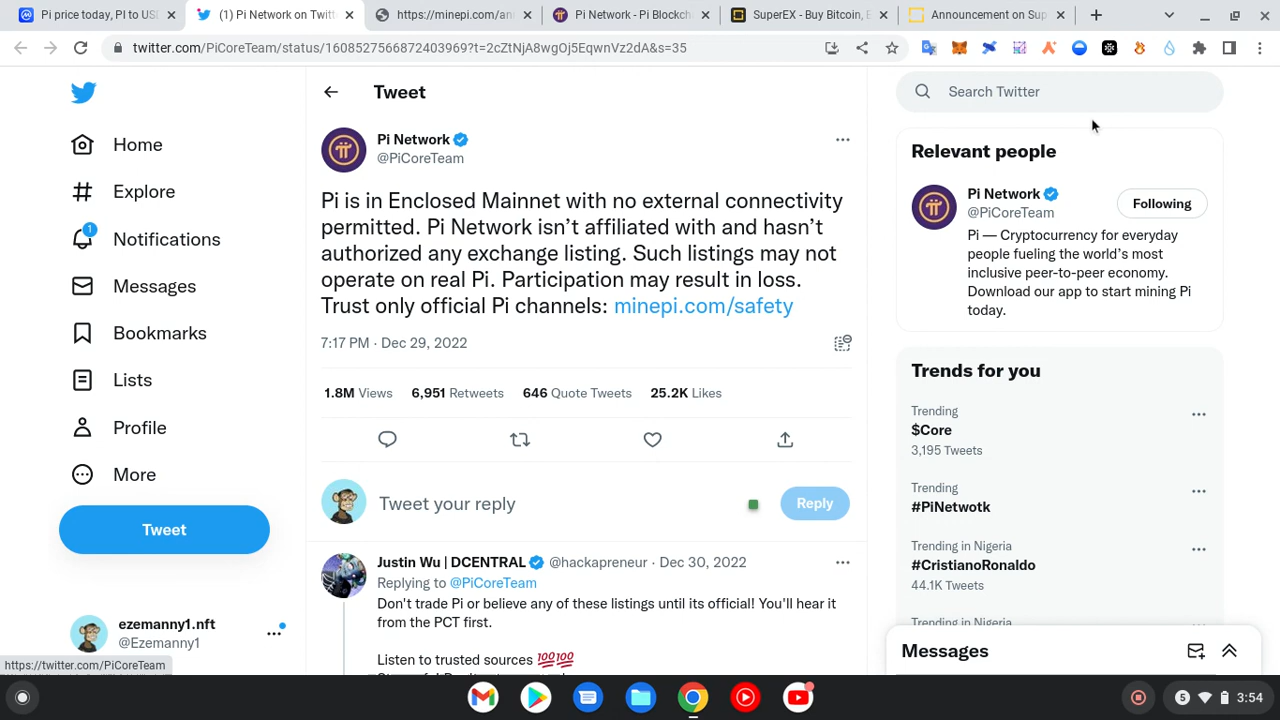 Pi price today, PI to US
(1) Pi Network on Twitt
https://minepi.com/an
Pi Network - Pi Blockch
SuperEX - Buy Bitcoin, E
Announcement on Sup
twitter.com/PiCoreTeam/status/1608527566872403969?t=2cZtNjA8wgOj5EqwnVz2dA&s=35
Home
Explore
1
Notifications
Messages
Bookmarks
Lists
Profile
More
Tweet
ezemanny1.nft
@Ezemanny1
https://twitter.com/PiCoreTeam
Tweet
Pi Network
@PiCoreTeam
Pi is in Enclosed Mainnet with no external connectivity
permitted. Pi Network isn’t affiliated with and hasn’t
authorized any exchange listing. Such listings may not
operate on real Pi. Participation may result in loss.
Trust only official Pi channels: minepi.com/safety
7:17 PM · Dec 29, 2022
1.8M Views 6,951 Retweets 646 Quote Tweets 25.2K Likes
Tweet your reply
Reply
Justin Wu | DCENTRAL @hackapreneur · Dec 30, 2022
Replying to @PiCoreTeam
Don't trade Pi or believe any of these listings until its official! You'll hear it
from the PCT first.
Listen to trusted sources 💯💯
Search Twitter
Relevant people
Pi Network
@PiCoreTeam
Following
Pi — Cryptocurrency for everyday
people fueling the world’s most
inclusive peer-to-peer economy.
Download our app to start mining Pi
today.
Trends for you
Trending
$Core
3,195 Tweets
Trending
#PiNetwotk
Trending in Nigeria
#CristianoRonaldo
44.1K Tweets
Trending in Nigeria
Messages
5
3:54